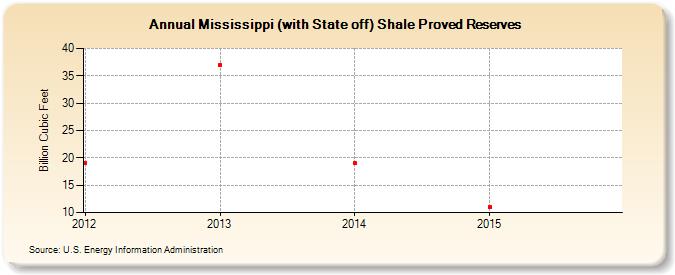 Annual Mississippi (with State off) Shale Proved Reserves
Billion Cubic Feet
40
35
30
25
20
15
10
2012 2013 2014 2015
Source: U.S. Energy Information Administration